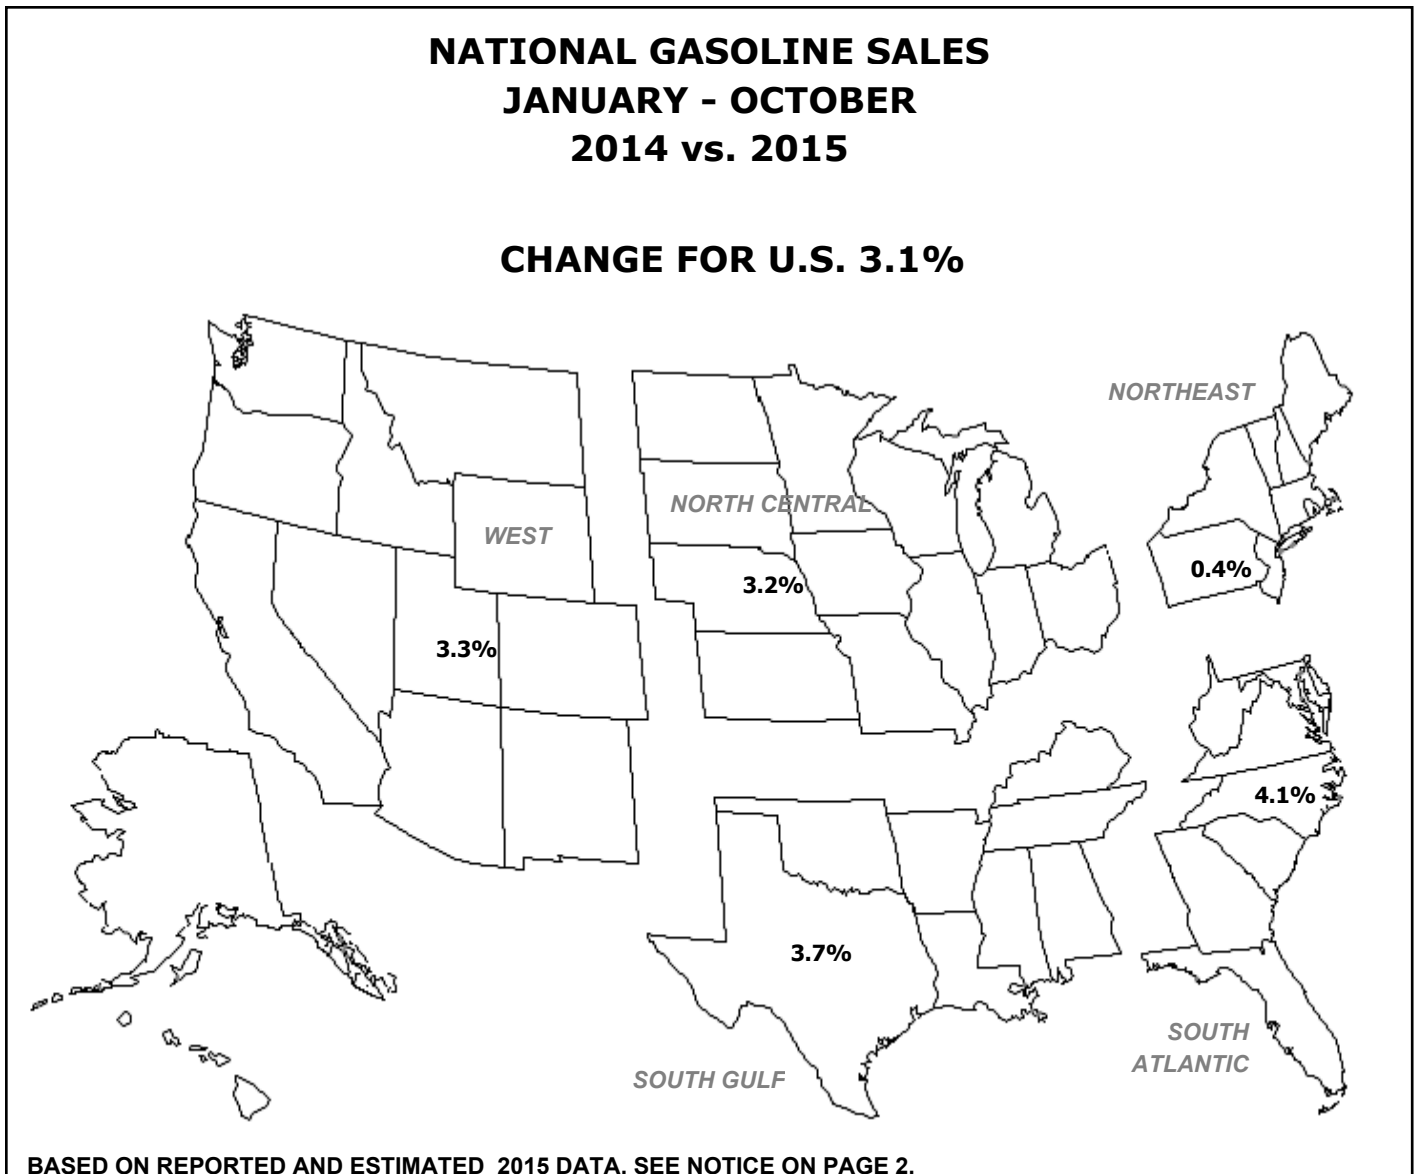 NATIONAL GASOLINE SALES
JANUARY - OCTOBER
2014 vs. 2015
CHANGE FOR U.S. 3.1%
NORTHEAST
NORTH CENTRAL
WEST
0.4%
3.2%
3.3%
4.1%
3.7%
SOUTH
ATLANTIC
SOUTH GULF
BASED ON REPORTED AND ESTIMATED  2015 DATA. SEE NOTICE ON PAGE 2.